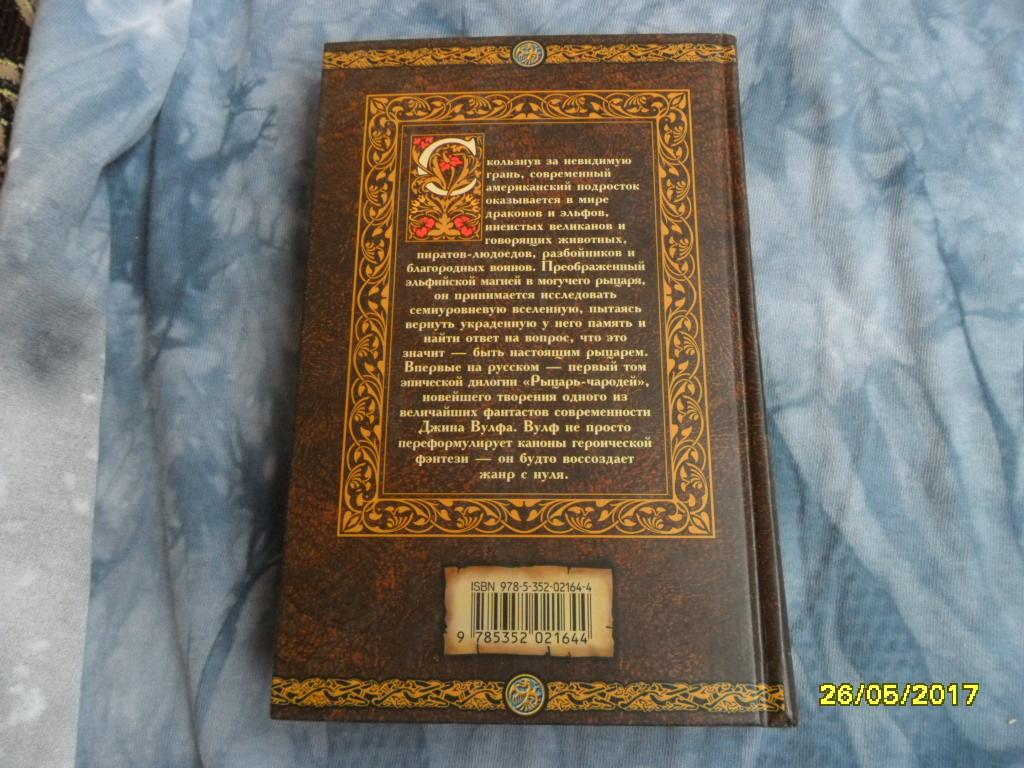 Скользнув за невидимую
грань, современный
американский подросток
оказывается в мире
драконов и эльфов,
инеистых великанов и
говорящих животных,
пиратов-людоедов, разбойников и
благородных воинов. Преображенный
эльфийской магией в могучего рыцаря,
он принимается исследовать
семиуровневую вселенную, пытаясь
вернуть украденную у него память и
найти ответ на вопрос, что это
значит — быть настоящим рыцарем.
Впервые на русском — первый том
эпической дилогии «Рыцарь-чародей»,
новейшего творения одного из
величайших фантастов современности
Джина Вулфа. Вулф не просто
переформулирует каноны героической
фэнтези — он будто воссоздает
жанр с нуля.
ISBN 978-5-352-02164-4
9 785352 021644
26/05/2017